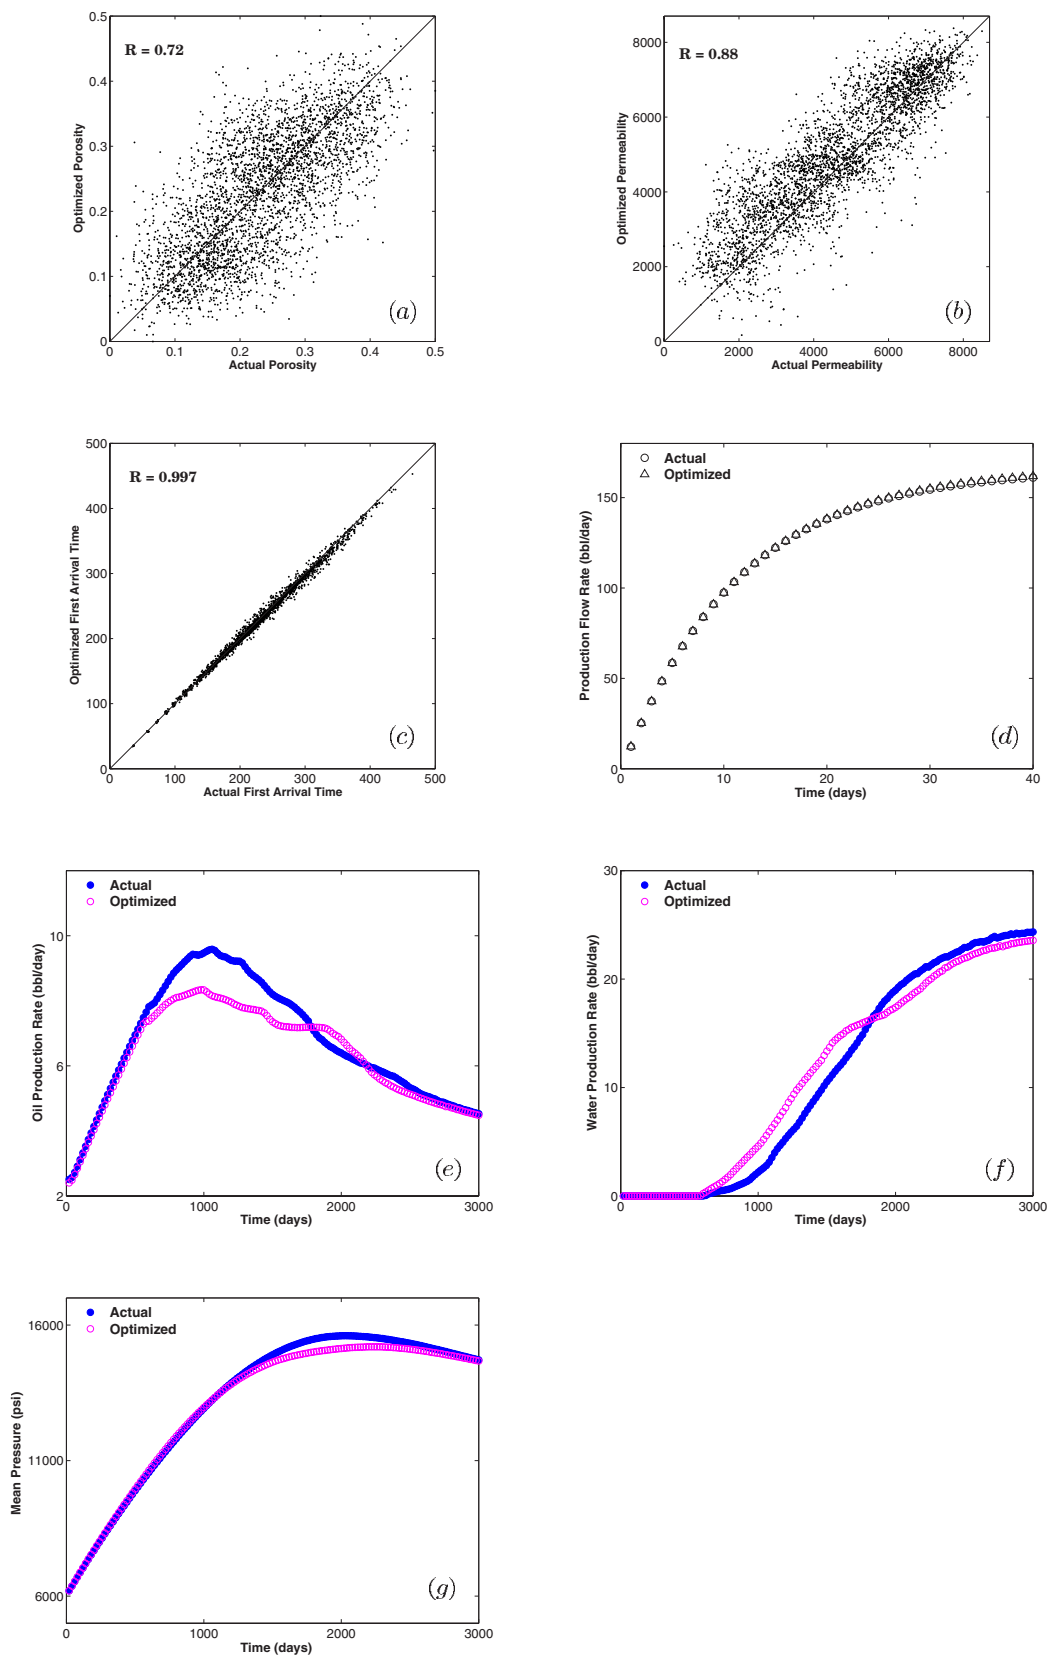 R = 0.72
Optimized Porosity
0.5
0.4
0.3
0.2
0.1
0
0
0.1
0.2
0.3
0.4
0.5
Actual Porosity
(a)
R = 0.88
Optimized Permeability
8000
6000
4000
2000
0
0
2000
4000
6000
8000
Actual Permeability
(b)
R = 0.997
Optimized First Arrival Time
500
400
300
200
100
0
0
100
200
300
400
500
Actual First Arrival Time
(c)
Actual
Optimized
Production Flow Rate (bbl/day)
150
100
50
0
0
10
20
30
40
Time (days)
(d)
Actual
Optimized
Oil Production Rate (bbl/day)
10
6
2
0
1000
2000
3000
Time (days)
(e)
Actual
Optimized
Water Production Rate (bbl/day)
30
20
10
0
0
1000
2000
3000
Time (days)
(f)
Actual
Optimized
Mean Pressure (psi)
16000
11000
6000
0
1000
2000
3000
Time (days)
(g)